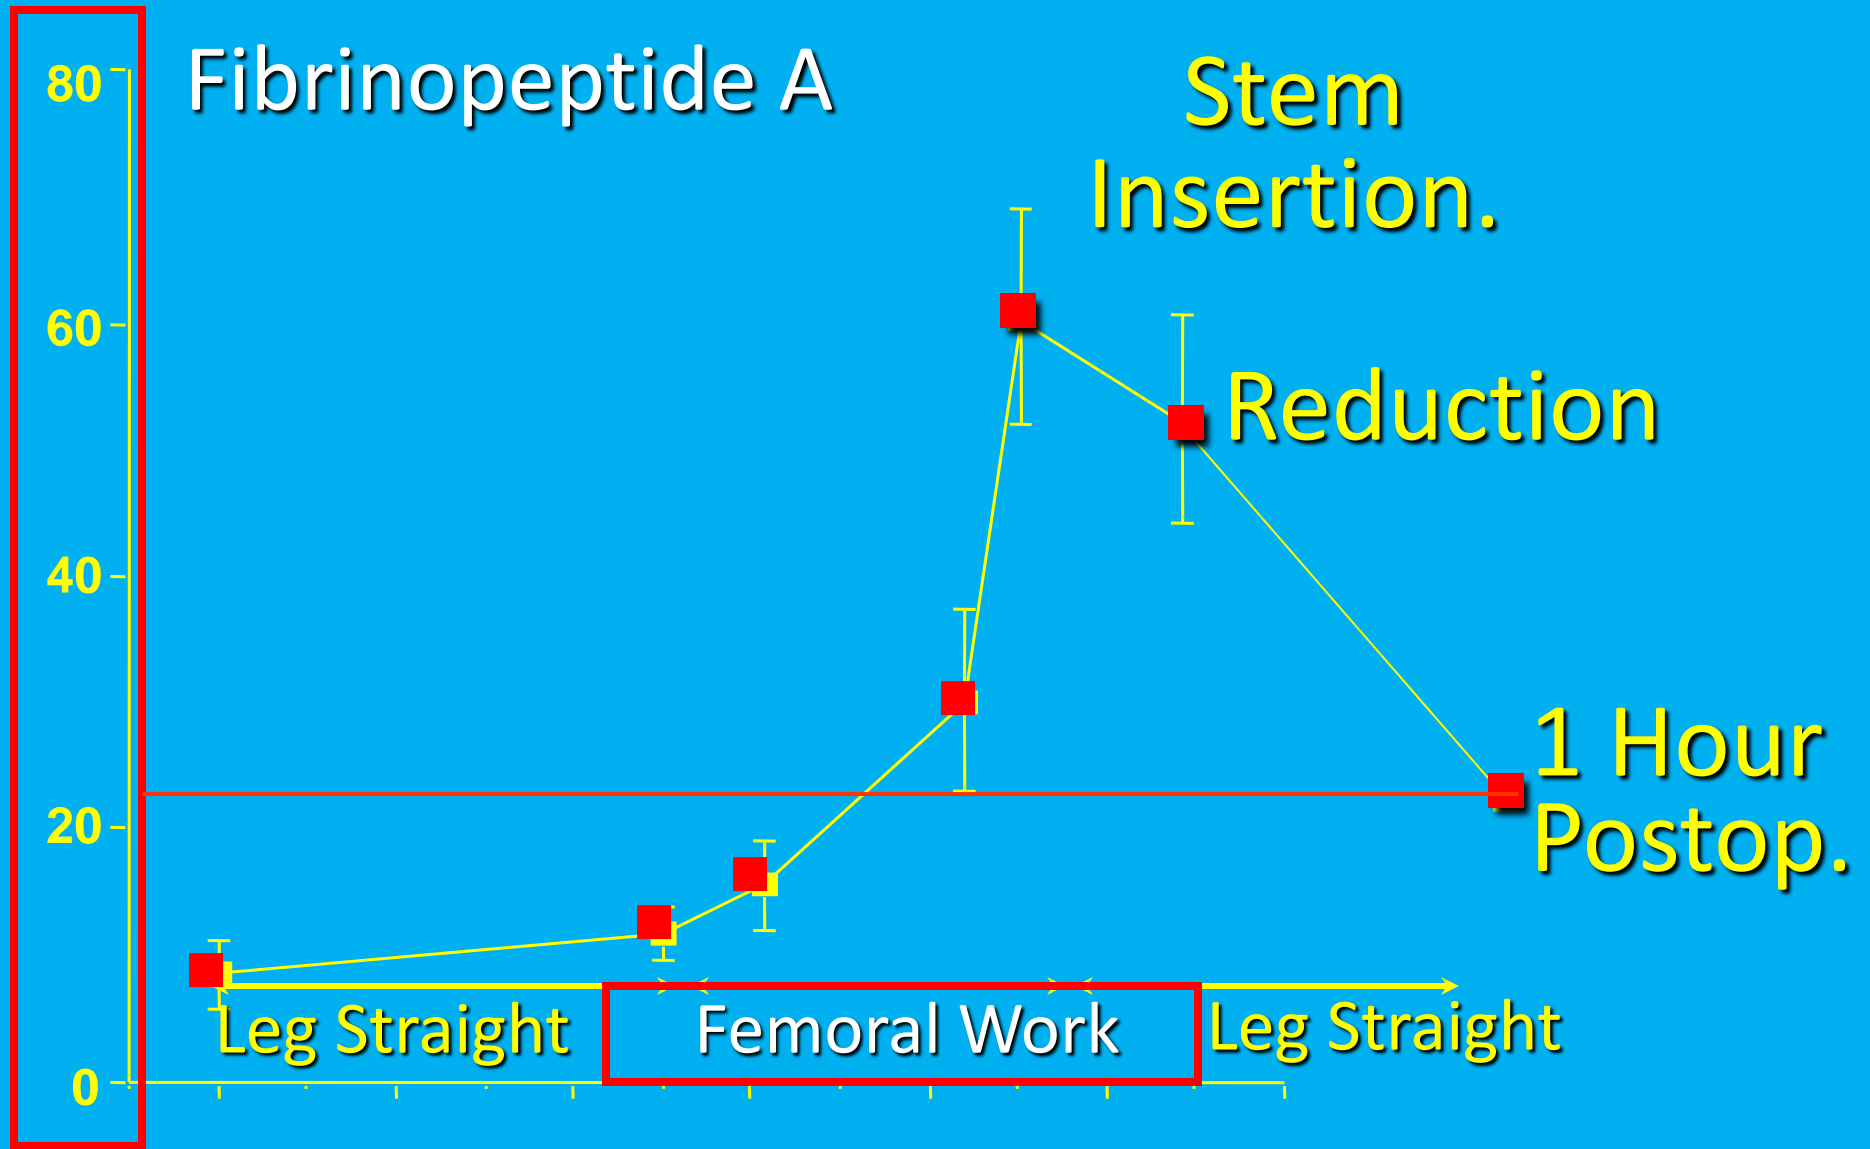 80
Fibrinopeptide A
Stem
Insertion.
60
Reduction
40
1 Hour
Postop.
20
Leg Straight
Femoral Work
Leg Straight
0